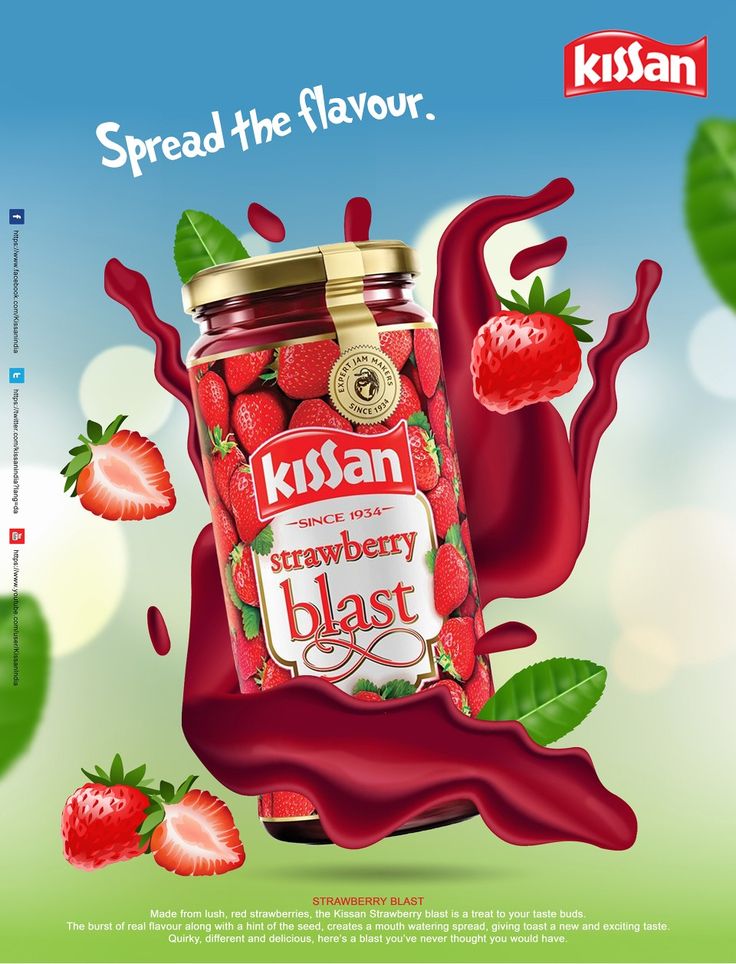 kissan
Spread the flavour.
https://www.facebook.com/Kissanindia
https://twitter.com/kissanindia?lang=da
https://www.youtube.com/user/Kissanindia
EXPERT JAM MAKERS
SINCE 1934
kissan
SINCE 1934
strawberry
blast
STRAWBERRY BLAST
Made from lush, red strawberries, the Kissan Strawberry blast is a treat to your taste buds.
The burst of real flavour along with a hint of the seed, creates a mouth watering spread, giving toast a new and exciting taste.
Quirky, different and delicious, here's a blast you've never thought you would have.